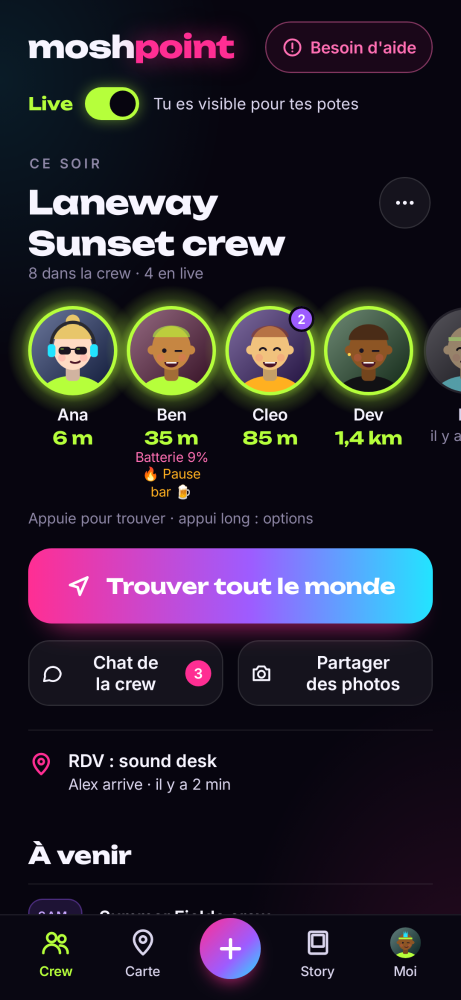 moshpoint
Besoin d'aide
Live
Tu es visible pour tes potes
CE SOIR
Laneway
Sunset crew
8 dans la crew · 4 en live
2
Ana
Ben
Cleo
Dev
6 m
35 m
85 m
1,4 km
il y a
Batterie 9%
🔥 Pause
bar 🍺
Appuie pour trouver · appui long : options
Trouver tout le monde
Chat de
la crew
3
Partager
des photos
RDV : sound desk
Alex arrive · il y a 2 min
À venir
Crew
Carte
Story
Moi